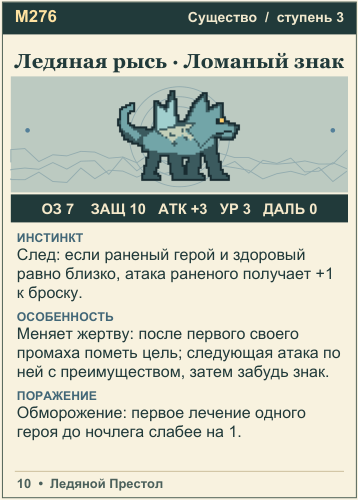 M276
Существо / ступень 3
Ледяная рысь · Ломаный знак
ОЗ 7 ЗАЩ 10 АТК +3 УР 3 ДАЛЬ 0
ИНСТИНКТ
След: если раненый герой и здоровый
равно близко, атака раненого получает +1
к броску.
ОСОБЕННОСТЬ
Меняет жертву: после первого своего
промаха пометь цель; следующая атака по
ней с преимуществом, затем забудь знак.
ПОРАЖЕНИЕ
Обморожение: первое лечение одного
героя до ночлега слабее на 1.
10 • Ледяной Престол